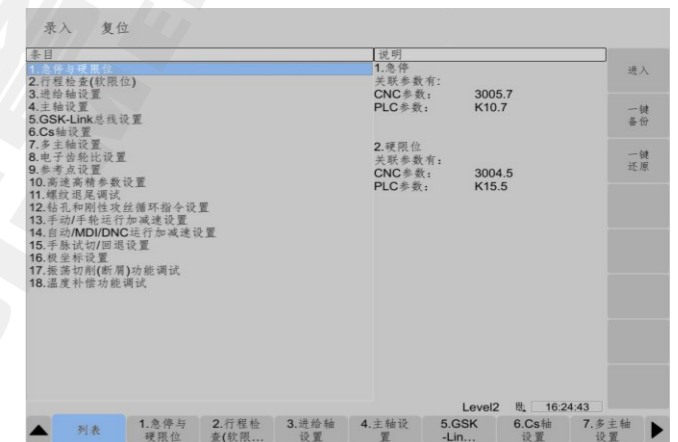 录入 复位
条目
说明
1.急停与硬限位
2.行程检查(软限位)
3.进给轴设置
4.主轴设置
5.GSK-Link总线设置
6.Cs轴设置
7.多主轴设置
8.电子齿轮比设置
9.参考点设置
10.高速高精参数设置
11.螺纹退尾调试
12.钻孔和刚性攻丝循环指令设置
13.手动/手轮运行加减速设置
14.自动/MDI/DNC运行加减速设置
15.手脉试切/回退设置
16.极坐标设置
17.振荡切削(断屑)功能调试
18.温度补偿功能调试
1.急停
关联参数有:
CNC参数: 3005.7
PLC参数: K10.7
2.硬限位
关联参数有:
CNC参数: 3004.5
PLC参数: K15.5
进入
一键
备份
一键
还原
Level2 16:24:43
列表
1.急停与
硬限位
2.行程检
查(软限...
3.进给轴
设置
4.主轴设
置
5.GSK
-Lin...
6.Cs轴
设置
7.多主轴
设置